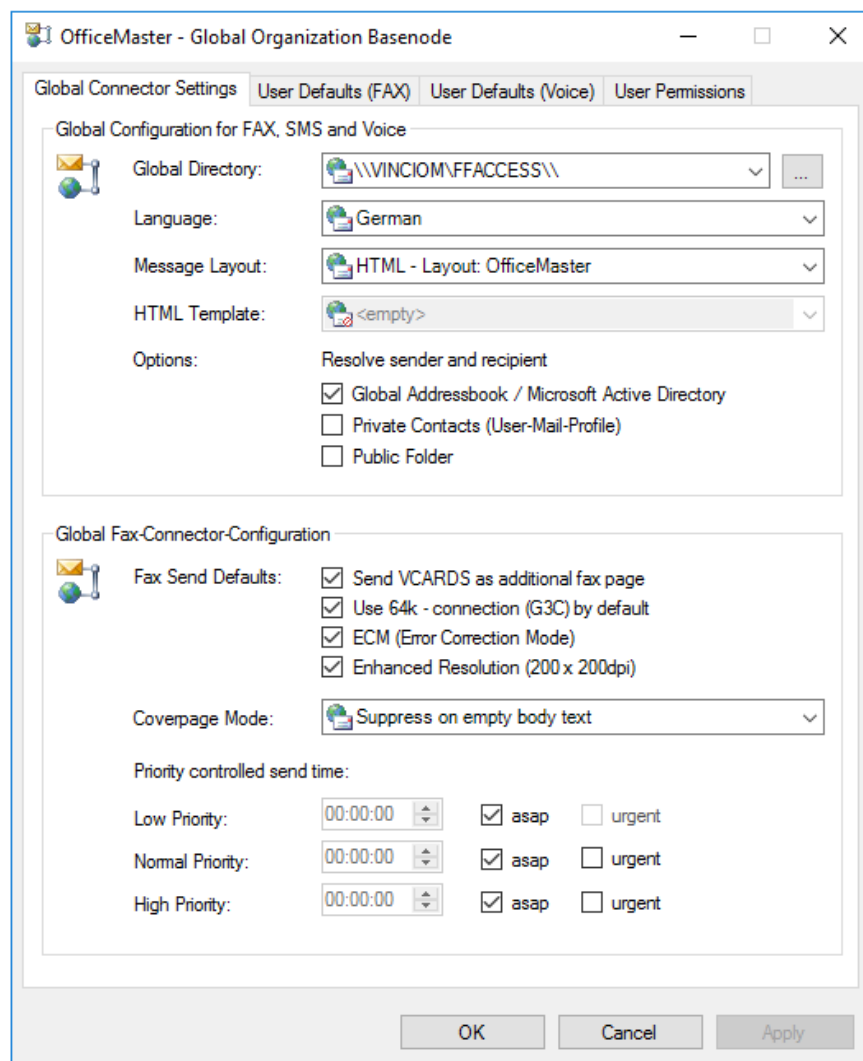 OfficeMaster - Global Organization Basenode
Global Connector Settings User Defaults (FAX) User Defaults (Voice) User Permissions
Global Configuration for FAX, SMS and Voice
Global Directory: \\VINCIOM\FFACCESS\\ ...
Language: German
Message Layout: HTML - Layout: OfficeMaster
HTML Template: <empty>
Options: Resolve sender and recipient
Global Addressbook / Microsoft Active Directory
Private Contacts (User-Mail-Profile)
Public Folder
Global Fax-Connector-Configuration
Fax Send Defaults: Send VCARDS as additional fax page
Use 64k - connection (G3C) by default
ECM (Error Correction Mode)
Enhanced Resolution (200 x 200dpi)
Coverpage Mode: Suppress on empty body text
Priority controlled send time:
Low Priority: 00:00:00 asap urgent
Normal Priority: 00:00:00 asap urgent
High Priority: 00:00:00 asap urgent
OK Cancel Apply